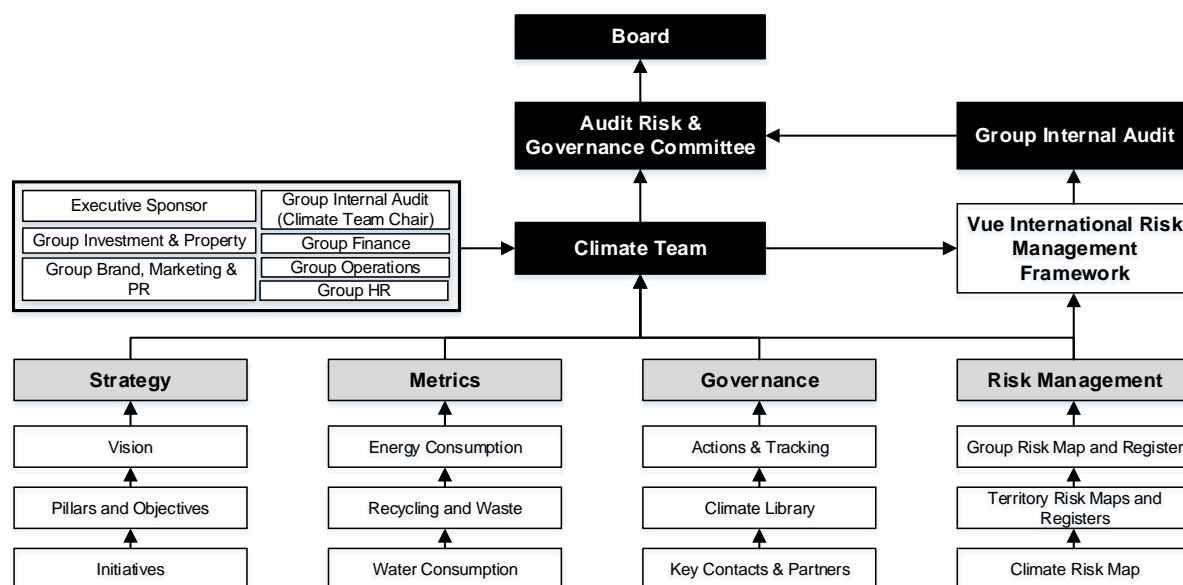 Board
Audit Risk &
Governance Committee
Group Internal Audit
Executive Sponsor
Group Internal Audit
(Climate Team Chair)
Group Investment & Property
Group Finance
Group Brand, Marketing &
PR
Group Operations
Group HR
Climate Team
Vue International Risk
Management
Framework
Strategy
Metrics
Governance
Risk Management
Vision
Energy Consumption
Actions & Tracking
Group Risk Map and Register
Pillars and Objectives
Recycling and Waste
Climate Library
Territory Risk Maps and
Registers
Initiatives
Water Consumption
Key Contacts & Partners
Climate Risk Map